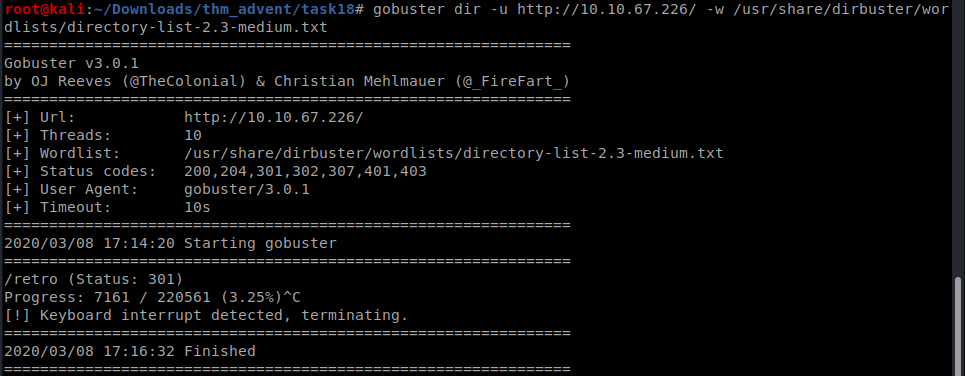 root@kali:~/Downloads/thm_advent/task18# gobuster dir -u http://10.10.67.226/ -w /usr/share/dirbuster/wor
dlists/directory-list-2.3-medium.txt
===============================================================
Gobuster v3.0.1
by OJ Reeves (@TheColonial) & Christian Mehlmauer (@_FireFart_)
===============================================================
[+] Url:            http://10.10.67.226/
[+] Threads:        10
[+] Wordlist:       /usr/share/dirbuster/wordlists/directory-list-2.3-medium.txt
[+] Status codes:   200,204,301,302,307,401,403
[+] User Agent:     gobuster/3.0.1
[+] Timeout:        10s
===============================================================
2020/03/08 17:14:20 Starting gobuster
===============================================================
/retro (Status: 301)
Progress: 7161 / 220561 (3.25%)^C
[!] Keyboard interrupt detected, terminating.
===============================================================
2020/03/08 17:16:32 Finished
===============================================================